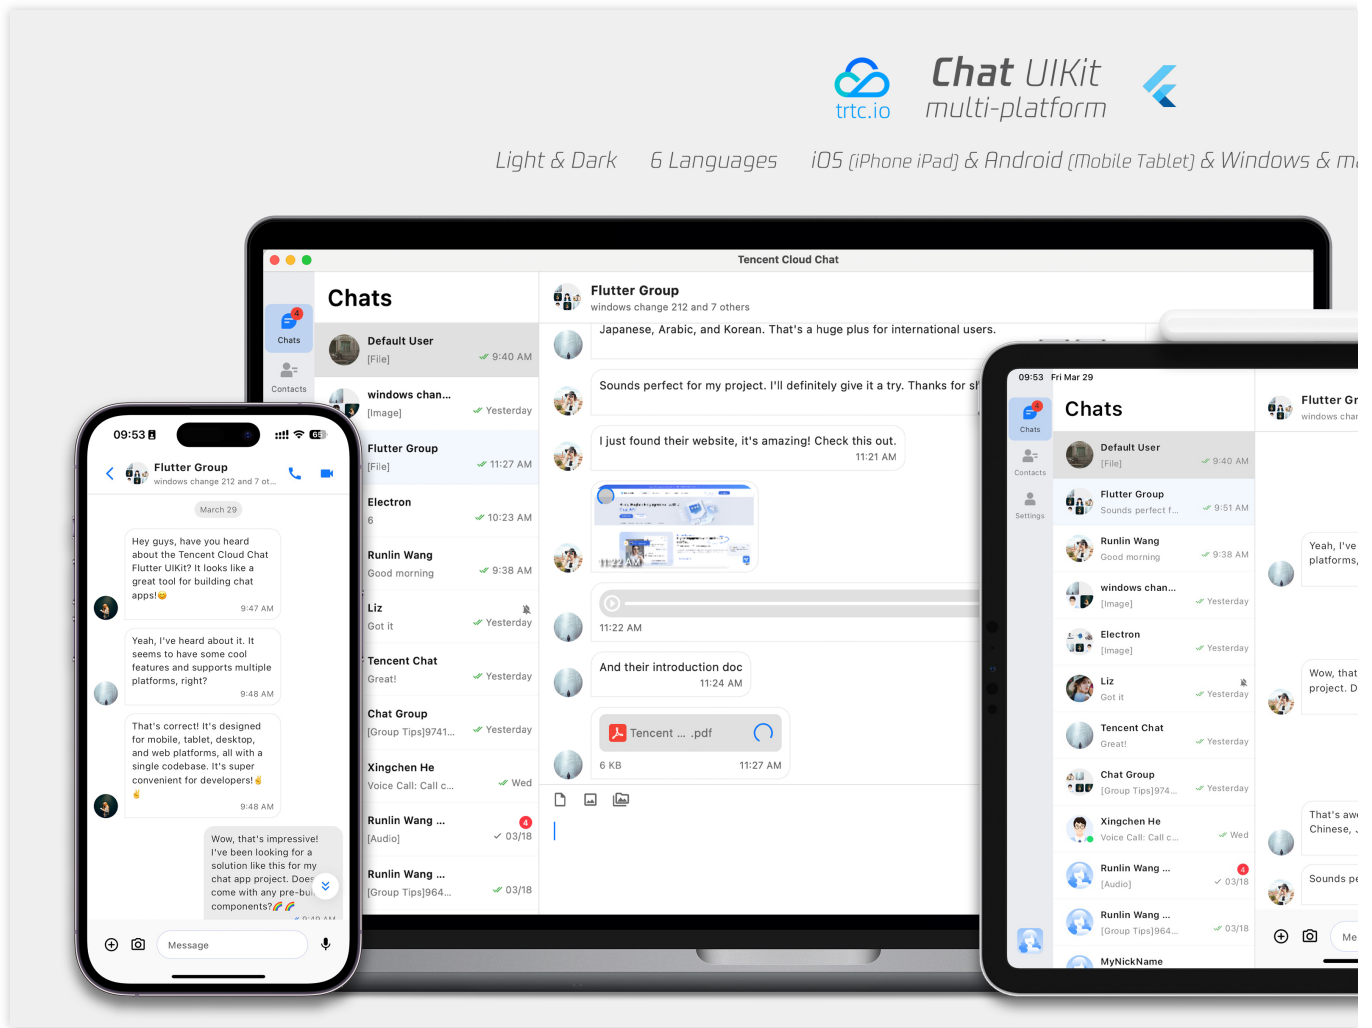 trtc.io
Chat UIKit
multi-platform
Light & Dark
6 Languages
iOS (iPhone iPad) & Android (Mobile Tablet) & Windows & ma
Tencent Cloud Chat
4
Chats
Contacts
Chats
Default User
[File]
9:40 AM
windows chan...
[Image]
Yesterday
Flutter Group
[File]
11:27 AM
Electron
6
10:23 AM
Runlin Wang
Good morning
9:38 AM
Liz
Got it
Yesterday
Tencent Chat
Great!
Yesterday
Chat Group
[Group Tips]9741...
Yesterday
Xingchen He
Voice Call: Call c...
Wed
Runlin Wang ...
4
[Audio]
03/18
Runlin Wang ...
[Group Tips]964...
03/18
Flutter Group
windows change 212 and 7 others
Japanese, Arabic, and Korean. That's a huge plus for international users.
Sounds perfect for my project. I'll definitely give it a try. Thanks for
I just found their website, it's amazing! Check this out.
11:21 AM
11:22 AM
11:22 AM
And their introduction doc
11:24 AM
Tencent ... .pdf
6 KB
11:27 AM
09:53
69
Flutter Group
windows change 212 and 7 ot...
March 29
Hey guys, have you heard
about the Tencent Cloud Chat
Flutter UIKit? It looks like a
great tool for building chat
apps!😄
9:47 AM
Yeah, I've heard about it. It
seems to have some cool
features and supports multiple
platforms, right?
9:48 AM
That's correct! It's designed
for mobile, tablet, desktop,
and web platforms, all with a
single codebase. It's super
convenient for developers!✌
✌
9:48 AM
Wow, that's impressive!
I've been looking for a
solution like this for my
chat app project. Does
come with any pre-bui
components?🌈🌈
9:49 AM
Message
09:53 Fri Mar 29
4
Chats
Contacts
Settings
Chats
Default User
[File]
9:40 AM
Flutter Group
Sounds perfect f...
9:51 AM
Runlin Wang
Good morning
9:38 AM
windows chan...
[Image]
Yesterday
Electron
[Image]
Yesterday
Liz
Got it
Yesterday
Tencent Chat
Great!
Yesterday
Chat Group
[Group Tips]974...
Yesterday
Xingchen He
Voice Call: Call c...
Wed
Runlin Wang ...
4
[Audio]
03/18
Runlin Wang ...
[Group Tips]964...
03/18
MyNickName
Flutter Gr
windows char
Yeah, I've
platforms,
Wow, that
project. D
That's awe
Chinese, J
Sounds pe
Me